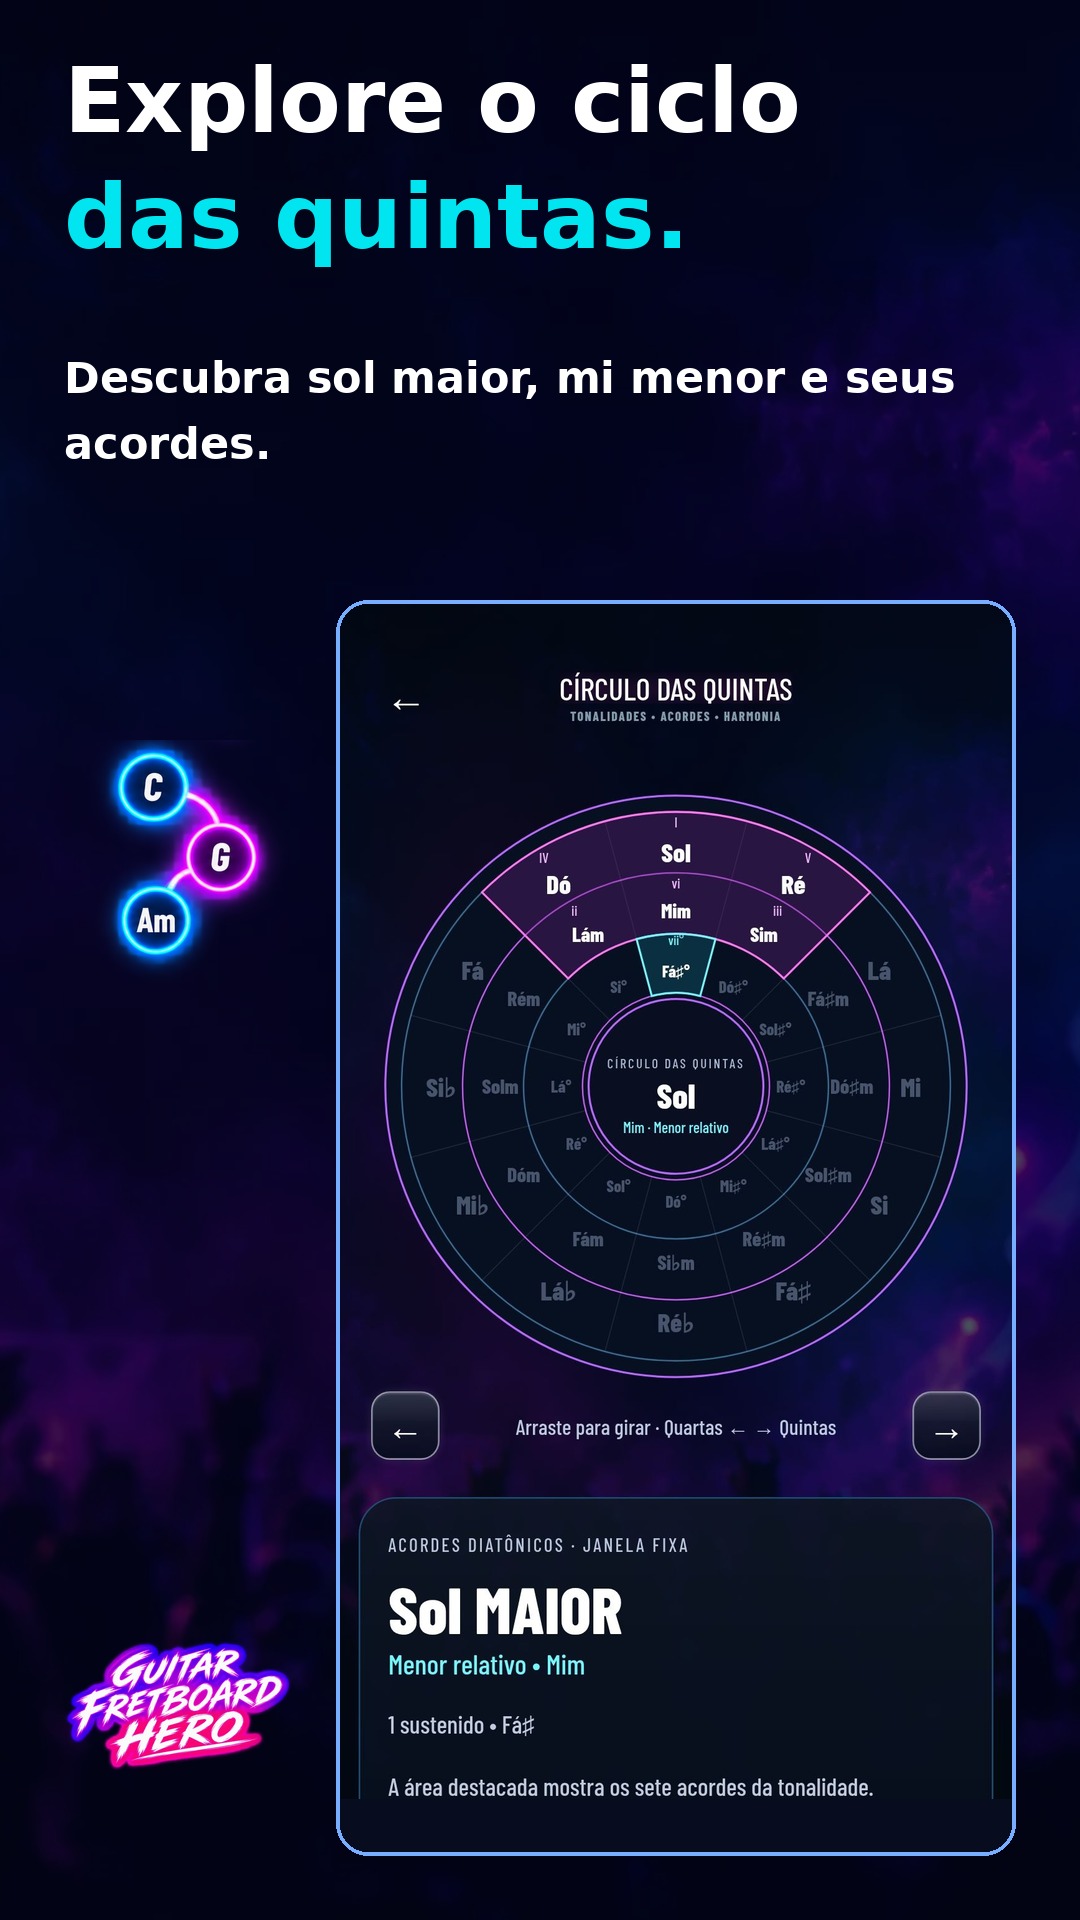 Explore o ciclo
das quintas.
Descubra sol maior, mi menor e seus
acordes.
←
CÍRCULO DAS QUINTAS
TONALIDADES • ACORDES • HARMONIA
C
G
Am
I
Sol
IV
Dó
V
Ré
vi
Mim
ii
Lám
iii
Sim
vii°
Fá♯°
Fá
Rém
Si°
Dó♯°
Fá♯m
Lá
Mi°
Sol♯°
Si♭
Solm
Lá°
Ré♯°
Dó♯m
Mi
CÍRCULO DAS QUINTAS
Sol
Mim · Menor relativo
Ré°
Lá♯°
Mi♭
Dóm
Sol°
Dó°
Mi♯°
Sol♯m
Si
Fám
Si♭m
Ré♯m
Lá♭
Ré♭
Fá♯
←
Arraste para girar · Quartas ← → Quintas
→
ACORDES DIATÔNICOS · JANELA FIXA
Sol MAIOR
Menor relativo • Mim
1 sustenido • Fá♯
A área destacada mostra os sete acordes da tonalidade.
GUITAR
FRETBOARD
HERO